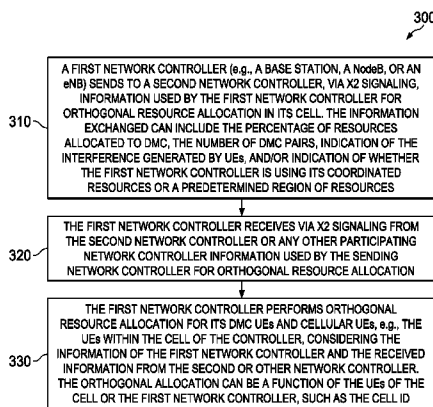 300
310
A FIRST NETWORK CONTROLLER (e.g., A BASE STATION, A NodeB, OR AN
eNB) SENDS TO A SECOND NETWORK CONTROLLER, VIA X2 SIGNALING,
INFORMATION USED BY THE FIRST NETWORK CONTROLLER FOR
ORTHOGONAL RESOURCE ALLOCATION IN ITS CELL. THE INFORMATION
EXCHANGED CAN INCLUDE THE PERCENTAGE OF RESOURCES
ALLOCATED TO DMC, THE NUMBER OF DMC PAIRS, INDICATION OF THE
INTERFERENCE GENERATED BY UEs, AND/OR INDICATION OF WHETHER
THE FIRST NETWORK CONTROLLER IS USING ITS COORDINATED
RESOURCES OR A PREDETERMINED REGION OF RESOURCES
320
THE FIRST NETWORK CONTROLLER RECEIVES VIA X2 SIGNALING FROM
THE SECOND NETWORK CONTROLLER OR ANY OTHER PARTICIPATING
NETWORK CONTROLLER INFORMATION USED BY THE SENDING
NETWORK CONTROLLER FOR ORTHOGONAL RESOURCE ALLOCATION
330
THE FIRST NETWORK CONTROLLER PERFORMS ORTHOGONAL
RESOURCE ALLOCATION FOR ITS DMC UEs AND CELLULAR UEs, e.g., THE
UEs WITHIN THE CELL OF THE CONTROLLER, CONSIDERING THE
INFORMATION OF THE FIRST NETWORK CONTROLLER AND THE RECEIVED
INFORMATION FROM THE SECOND OR OTHER NETWORK CONTROLLER.
THE ORTHOGONAL ALLOCATION CAN BE A FUNCTION OF THE UEs OF THE
CELL OR THE FIRST NETWORK CONTROLLER, SUCH AS THE CELL ID